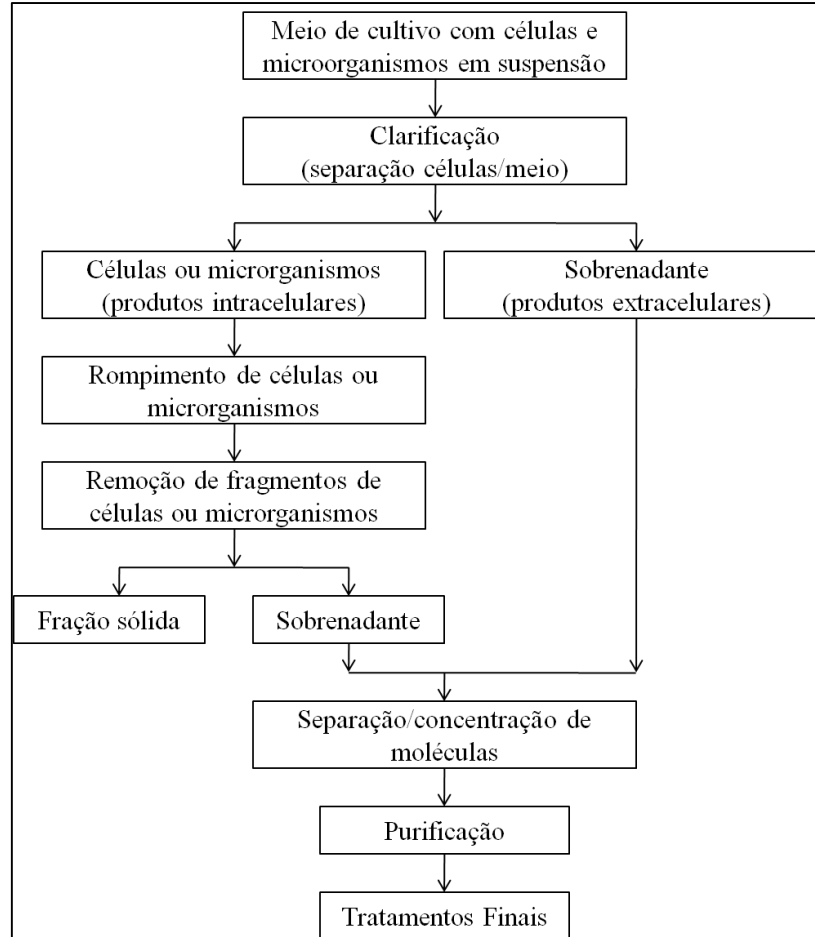 Meio de cultivo com células e
microorganismos em suspensão
Clarificação
(separação células/meio)
Células ou microrganismos
(produtos intracelulares)
Sobrenadante
(produtos extracelulares)
Rompimento de células ou
microrganismos
Remoção de fragmentos de
células ou microrganismos
Fração sólida
Sobrenadante
Separação/concentração de
moléculas
Purificação
Tratamentos Finais